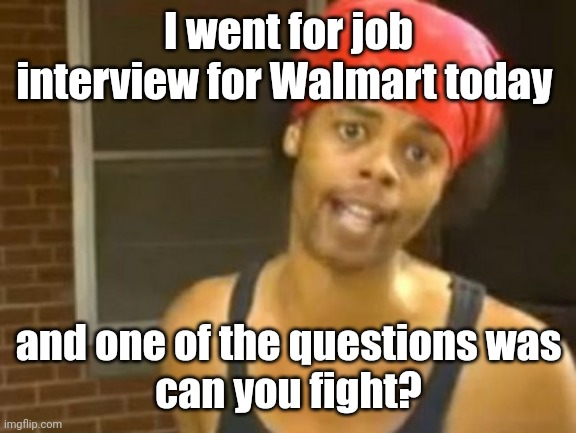 I went for job
interview for Walmart today
and one of the questions was
can you fight?
imgflip.com